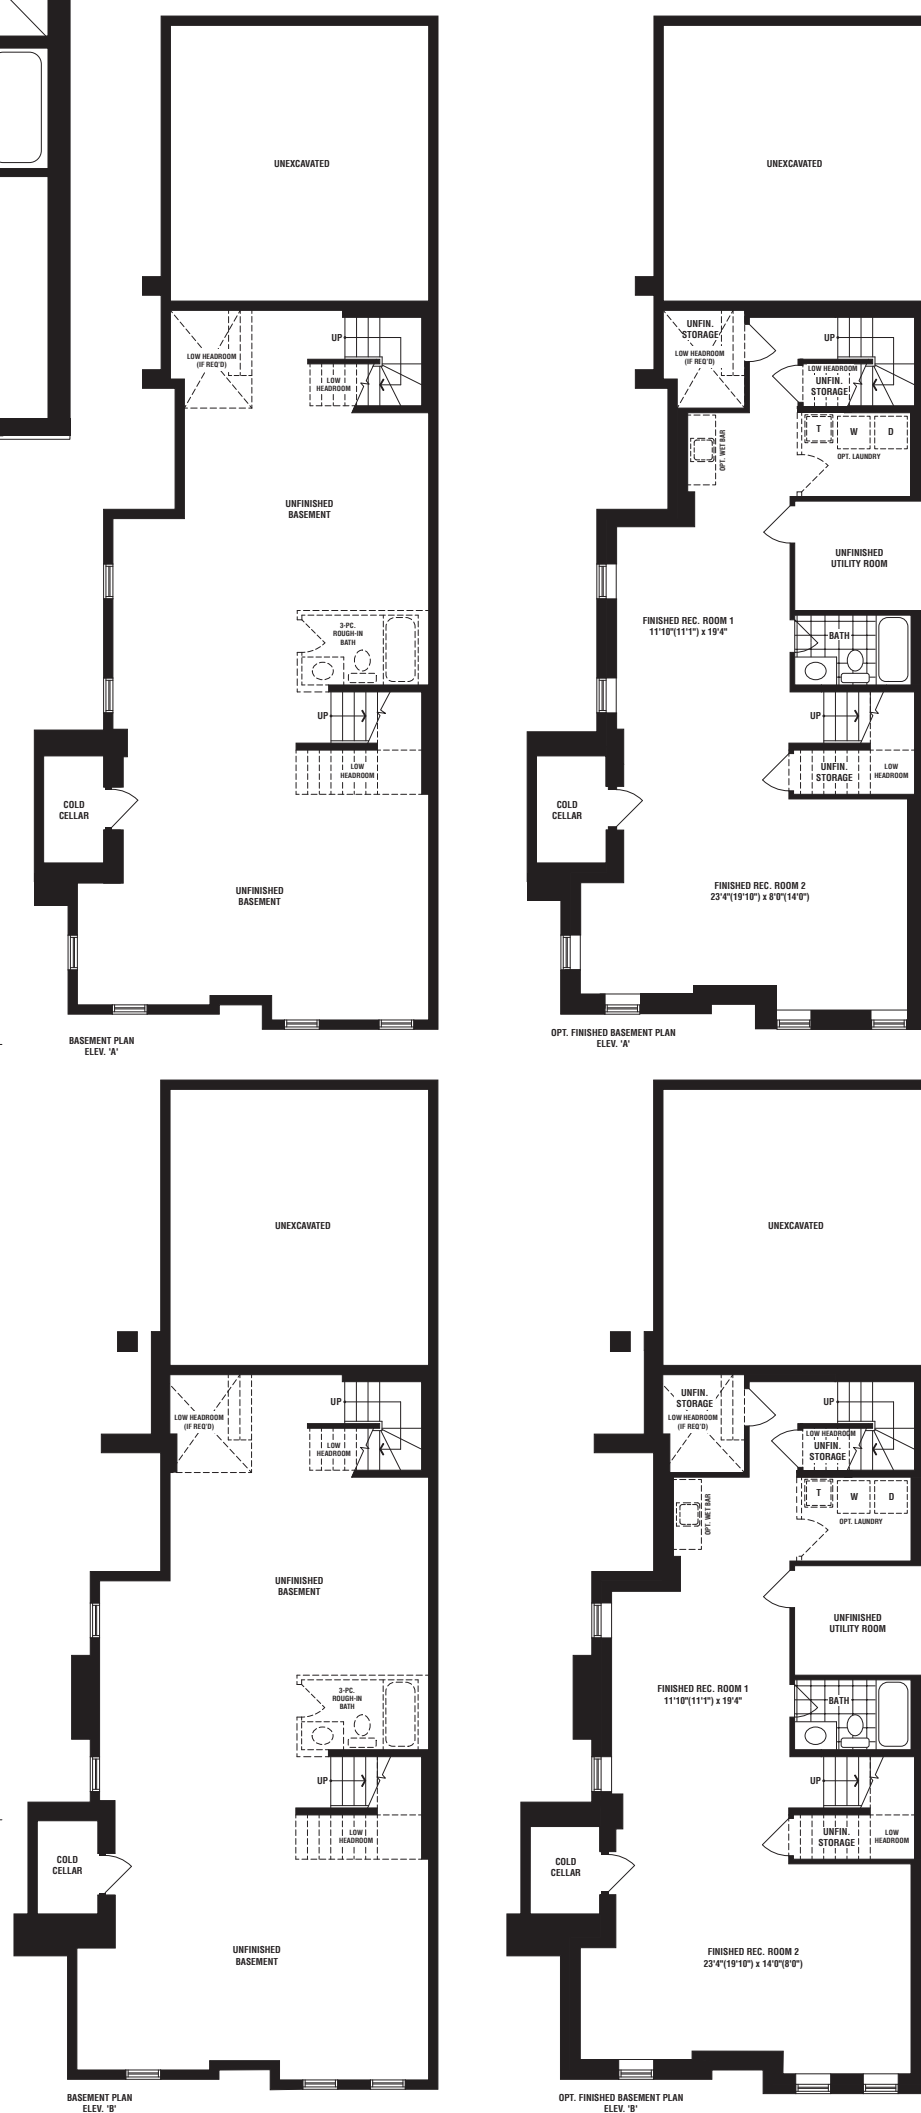 UNEXCAVATED
UP
LOW HEADROOM
(IF REQ'D)
LOW
HEADROOM
UNFINISHED
BASEMENT
3-PC.
ROUGH-IN
BATH
UP
LOW
HEADROOM
COLD
CELLAR
UNFINISHED
BASEMENT
BASEMENT PLAN
ELEV. 'A'
UNEXCAVATED
UNFIN.
STORAGE
LOW HEADROOM
(IF REQ'D)
UP
LOW HEADROOM
UNFIN.
STORAGE
OPT. WET BAR
T
W
D
OPT. LAUNDRY
UNFINISHED
UTILITY ROOM
FINISHED REC. ROOM 1
11'10"(11'1") x 19'4"
BATH
UP
UNFIN.
STORAGE
LOW
HEADROOM
COLD
CELLAR
FINISHED REC. ROOM 2
23'4"(19'10") x 8'0"(14'0")
OPT. FINISHED BASEMENT PLAN
ELEV. 'A'
UNEXCAVATED
UP
LOW HEADROOM
(IF REQ'D)
LOW
HEADROOM
UNFINISHED
BASEMENT
3-PC.
ROUGH-IN
BATH
UP
LOW
HEADROOM
COLD
CELLAR
UNFINISHED
BASEMENT
BASEMENT PLAN
ELEV. 'B'
UNEXCAVATED
UNFIN.
STORAGE
LOW HEADROOM
(IF REQ'D)
UP
LOW HEADROOM
UNFIN.
STORAGE
OPT. WET BAR
T
W
D
OPT. LAUNDRY
UNFINISHED
UTILITY ROOM
FINISHED REC. ROOM 1
11'10"(11'1") x 19'4"
BATH
UP
UNFIN.
STORAGE
LOW
HEADROOM
COLD
CELLAR
FINISHED REC. ROOM 2
23'4"(19'10") x 14'0"(8'0")
OPT. FINISHED BASEMENT PLAN
ELEV. 'B'